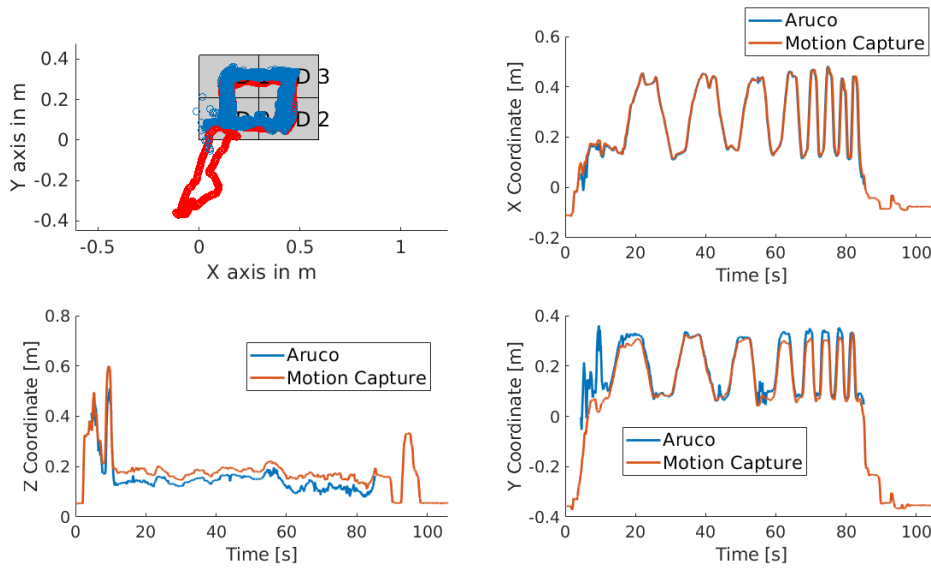 0.4
0.2
0
-0.2
-0.4
Y axis in m
D 3
D 2
-0.5
0
0.5
1
X axis in m
Aruco
Motion Capture
0.6
0.4
0.2
0
-0.2
X Coordinate [m]
0
20
40
60
80
100
Time [s]
0.8
0.6
0.4
0.2
0
Z Coordinate [m]
Aruco
Motion Capture
0
20
40
60
80
100
Time [s]
0.4
0.2
0
-0.2
-0.4
Y Coordinate [m]
Aruco
Motion Capture
0
20
40
60
80
100
Time [s]